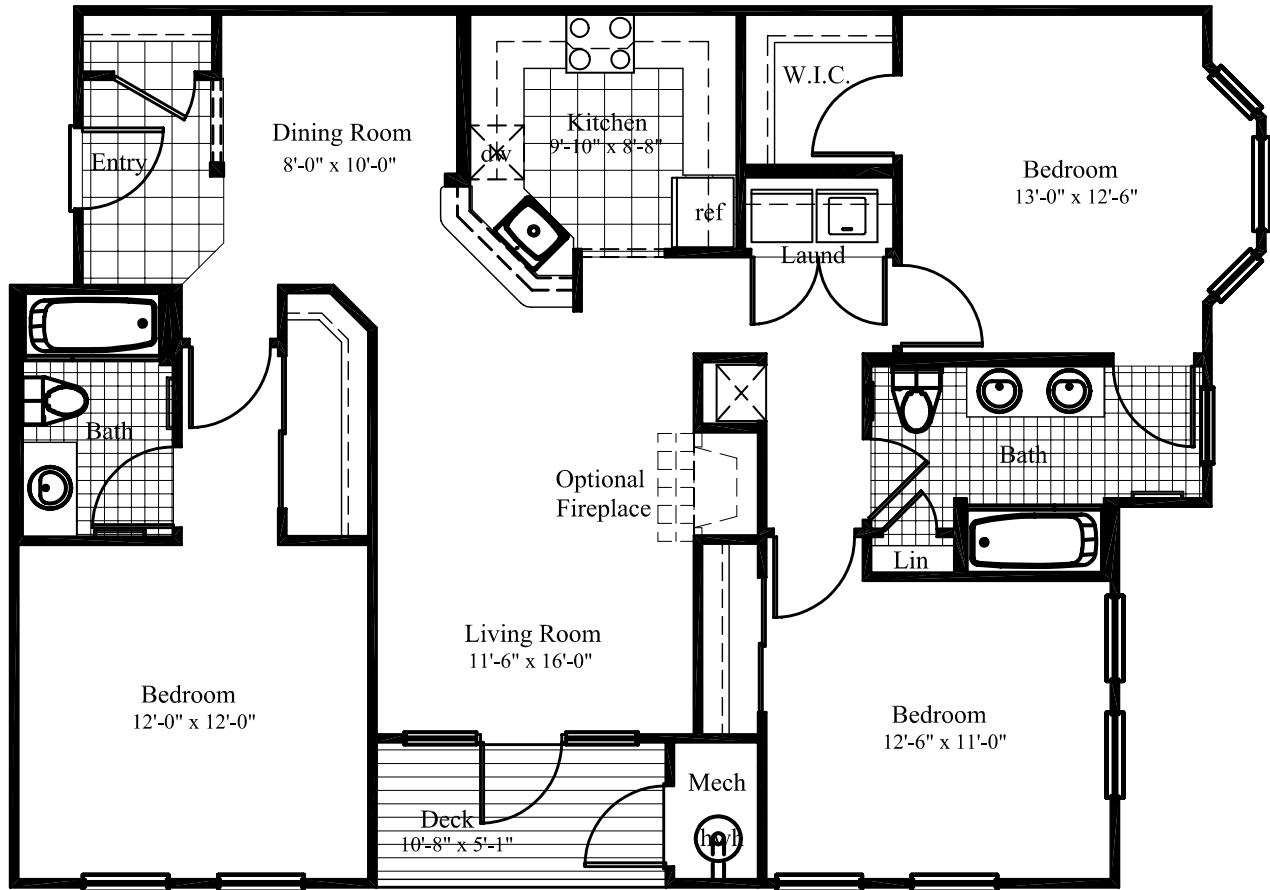 W.I.C.
Kitchen
9'-10" x 8'-8"
Dining Room
8'-0" x 10'-0"
dw
Entry
Bedroom
13'-0" x 12'-6"
ref
Laund
Bath
Bath
Optional
Fireplace
Lin
Living Room
11'-6" x 16'-0"
Bedroom
12'-0" x 12'-0"
Bedroom
12'-6" x 11'-0"
Mech
Deck
10'-8" x 5'-1"
hwh